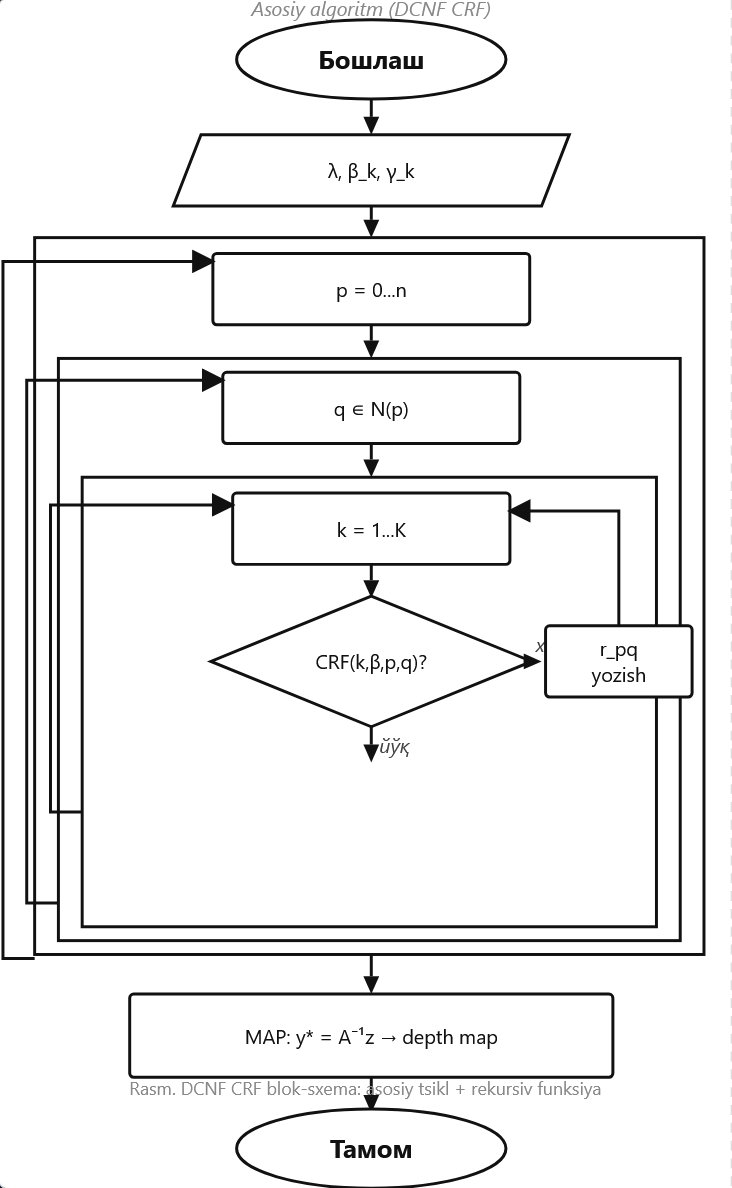 Asosiy algoritm (DCNF CRF)
Бошлаш
λ, β_k, γ_k
p = 0...n
q ∈ N(p)
k = 1...K
CRF(k,β,p,q)?
х
r_pq
yozish
йўқ
MAP: y* = A⁻¹z → depth map
Rasm. DCNF CRF blok-sxema: asosiy tsikl + rekursiv funksiya
Тамом